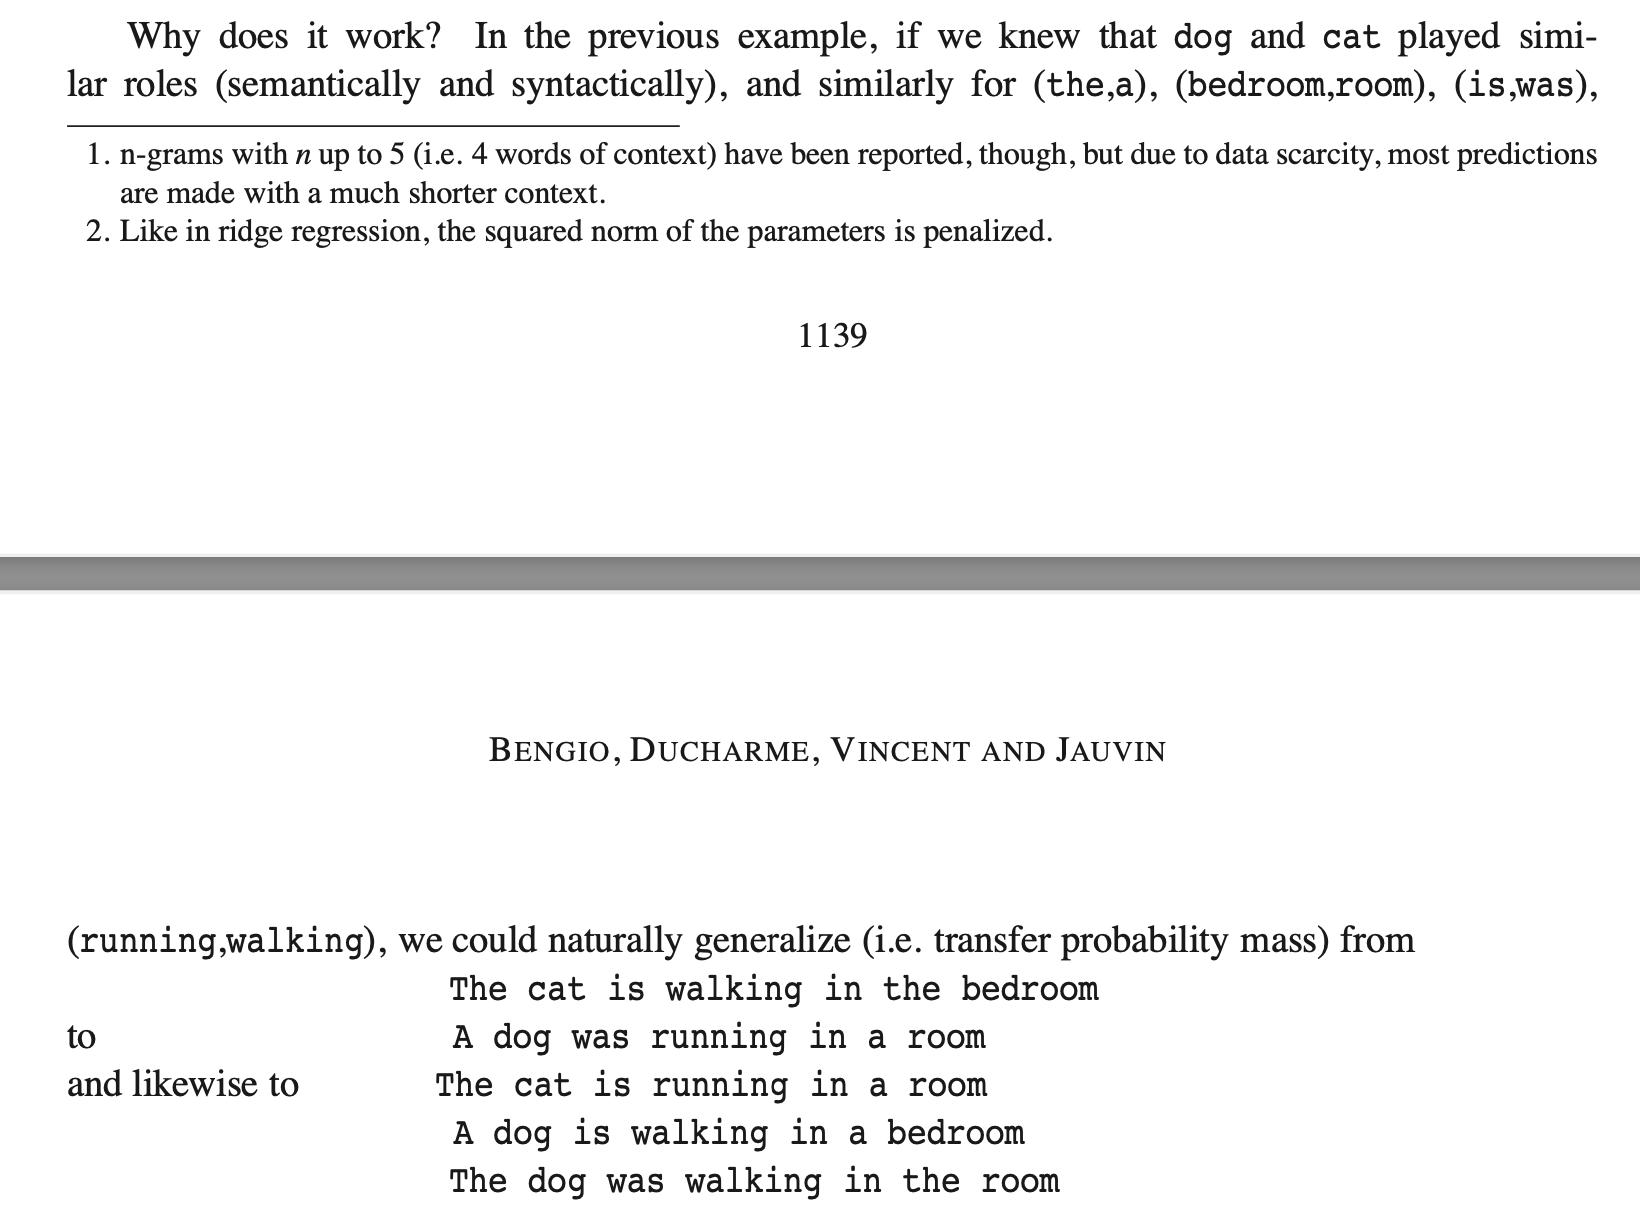 Why does it work? In the previous example, if we knew that dog and cat played simi-
lar roles (semantically and syntactically), and similarly for (the,a), (bedroom,room), (is,was),
1. n-grams with n up to 5 (i.e. 4 words of context) have been reported, though, but due to data scarcity, most predictions
are made with a much shorter context.
2. Like in ridge regression, the squared norm of the parameters is penalized.
1139
BENGIO, DUCHARME, VINCENT AND JAUVIN
(running,walking), we could naturally generalize (i.e. transfer probability mass) from
The cat is walking in the bedroom
to A dog was running in a room
and likewise to The cat is running in a room
A dog is walking in a bedroom
The dog was walking in the room